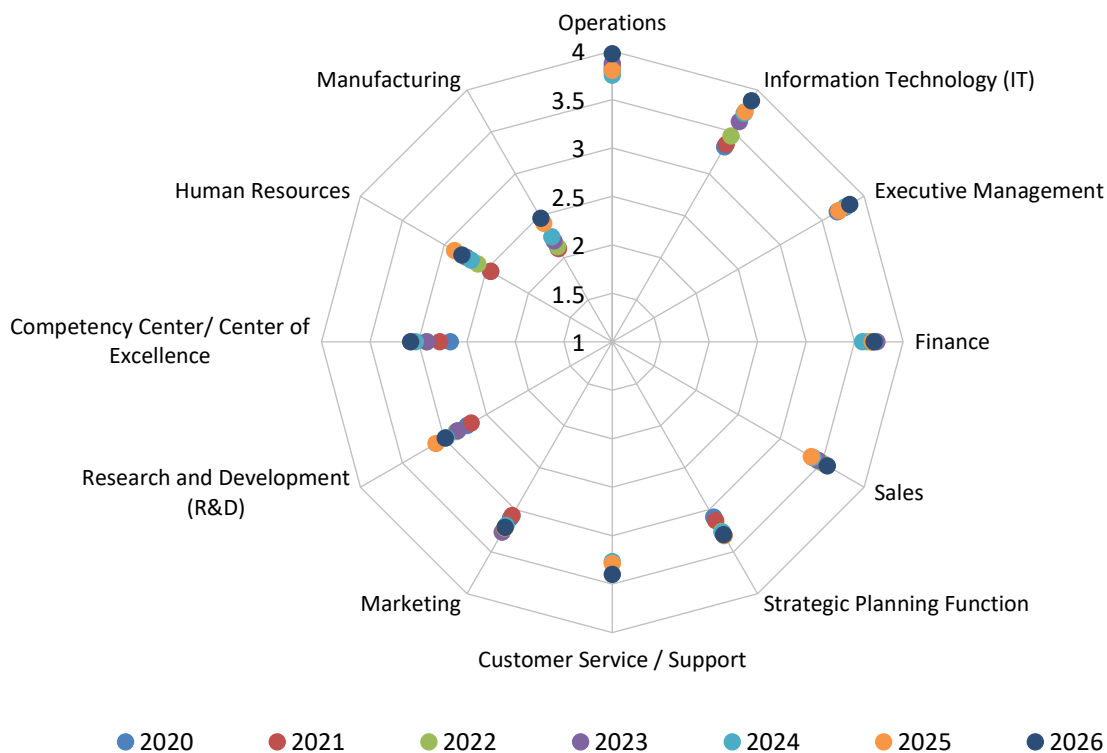 Operations
4
Manufacturing
Information Technology (IT)
3.5
3
Human Resources
Executive Management
2.5
2
1.5
Competency Center/ Center of
Excellence
1
Finance
Research and Development
(R&D)
Sales
Marketing
Strategic Planning Function
Customer Service / Support
2020 2021 2022 2023 2024 2025 2026